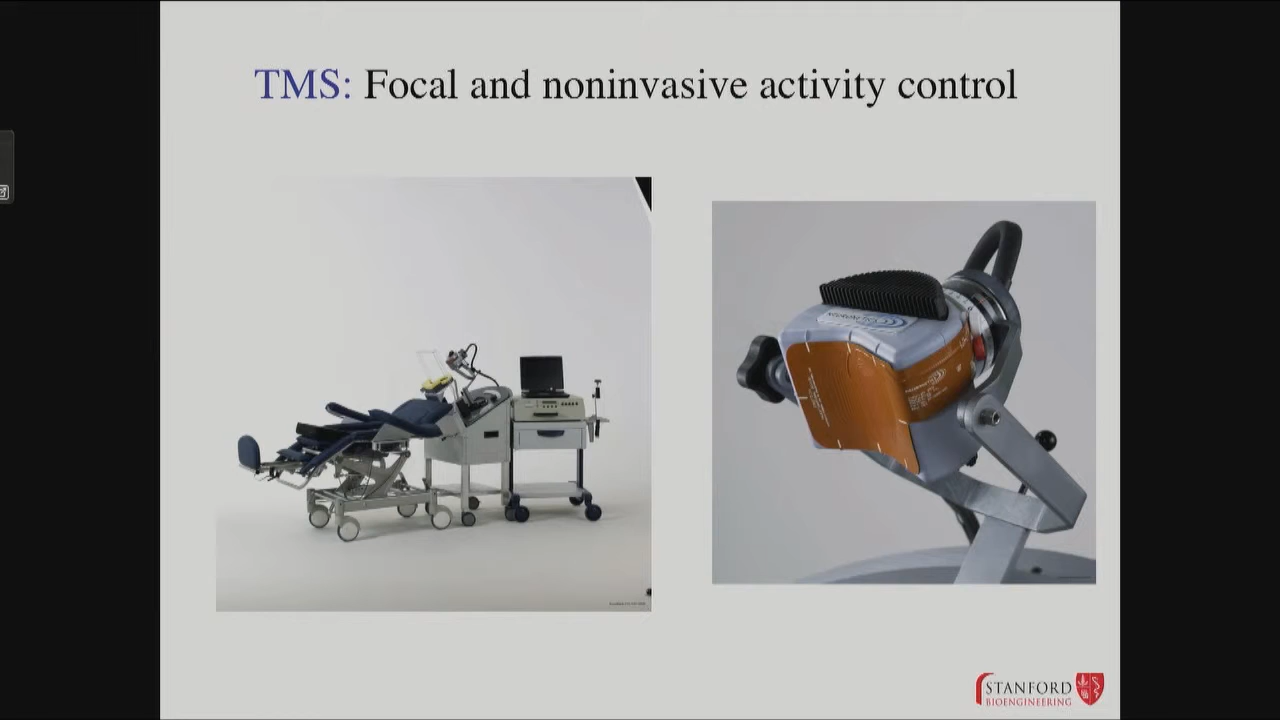 TMS: Focal and noninvasive activity control
STANFORD
BIOENGINEERING